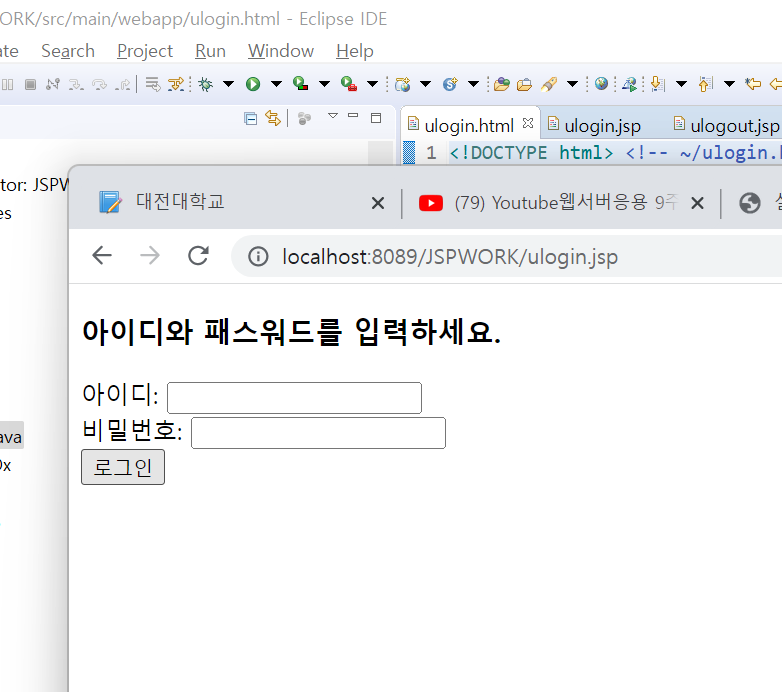 ORK/src/main/webapp/ulogin.html - Eclipse IDE
ate Search Project Run Window Help
ulogin.html ulogin.jsp ulogout.jsp
1 <!DOCTYPE html> <!-- ~/ulogin.
tor: JSPW
es
대전대학교 (79) Youtube웹서버응용 9주
localhost:8089/JSPWORK/ulogin.jsp
아이디와 패스워드를 입력하세요.
아이디:
비밀번호:
ava
로그인
0x